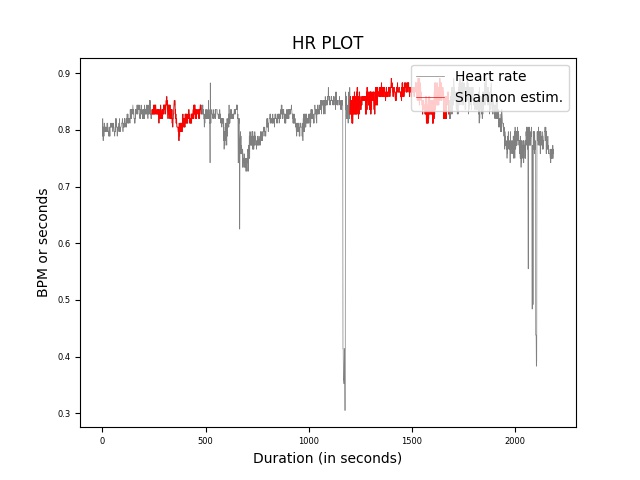 HR PLOT
Heart rate
Shannon estim.
BPM or seconds
0.9
0.8
0.7
0.6
0.5
0.4
0.3
0
500
1000
1500
2000
Duration (in seconds)